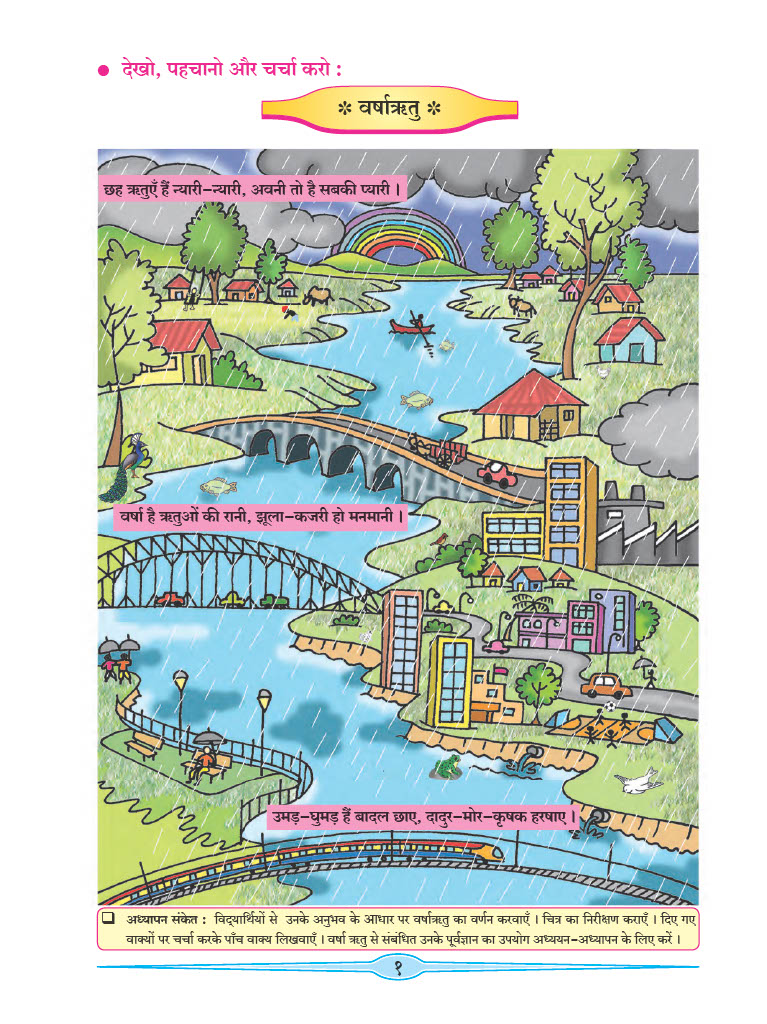 ● देखो, पहचानो और चर्चा करो :
✲ वर्षाऋतु ✲
छह ऋतुएँ हैं न्यारी-न्यारी, अवनी तो है सबकी प्यारी ।
वर्षा है ऋतुओं की रानी, झूला-कजरी हो मनमानी ।
उमड़-घुमड़ हैं बादल छाए, दादुर-मोर-कृषक हरषाए ।
❑ अध्यापन संकेत : विद्यार्थियों से उनके अनुभव के आधार पर वर्षाऋतु का वर्णन करवाएँ । चित्र का निरीक्षण कराएँ । दिए गए
वाक्यों पर चर्चा करके पाँच वाक्य लिखवाएँ । वर्षा ऋतु से संबंधित उनके पूर्वज्ञान का उपयोग अध्ययन-अध्यापन के लिए करें ।
१